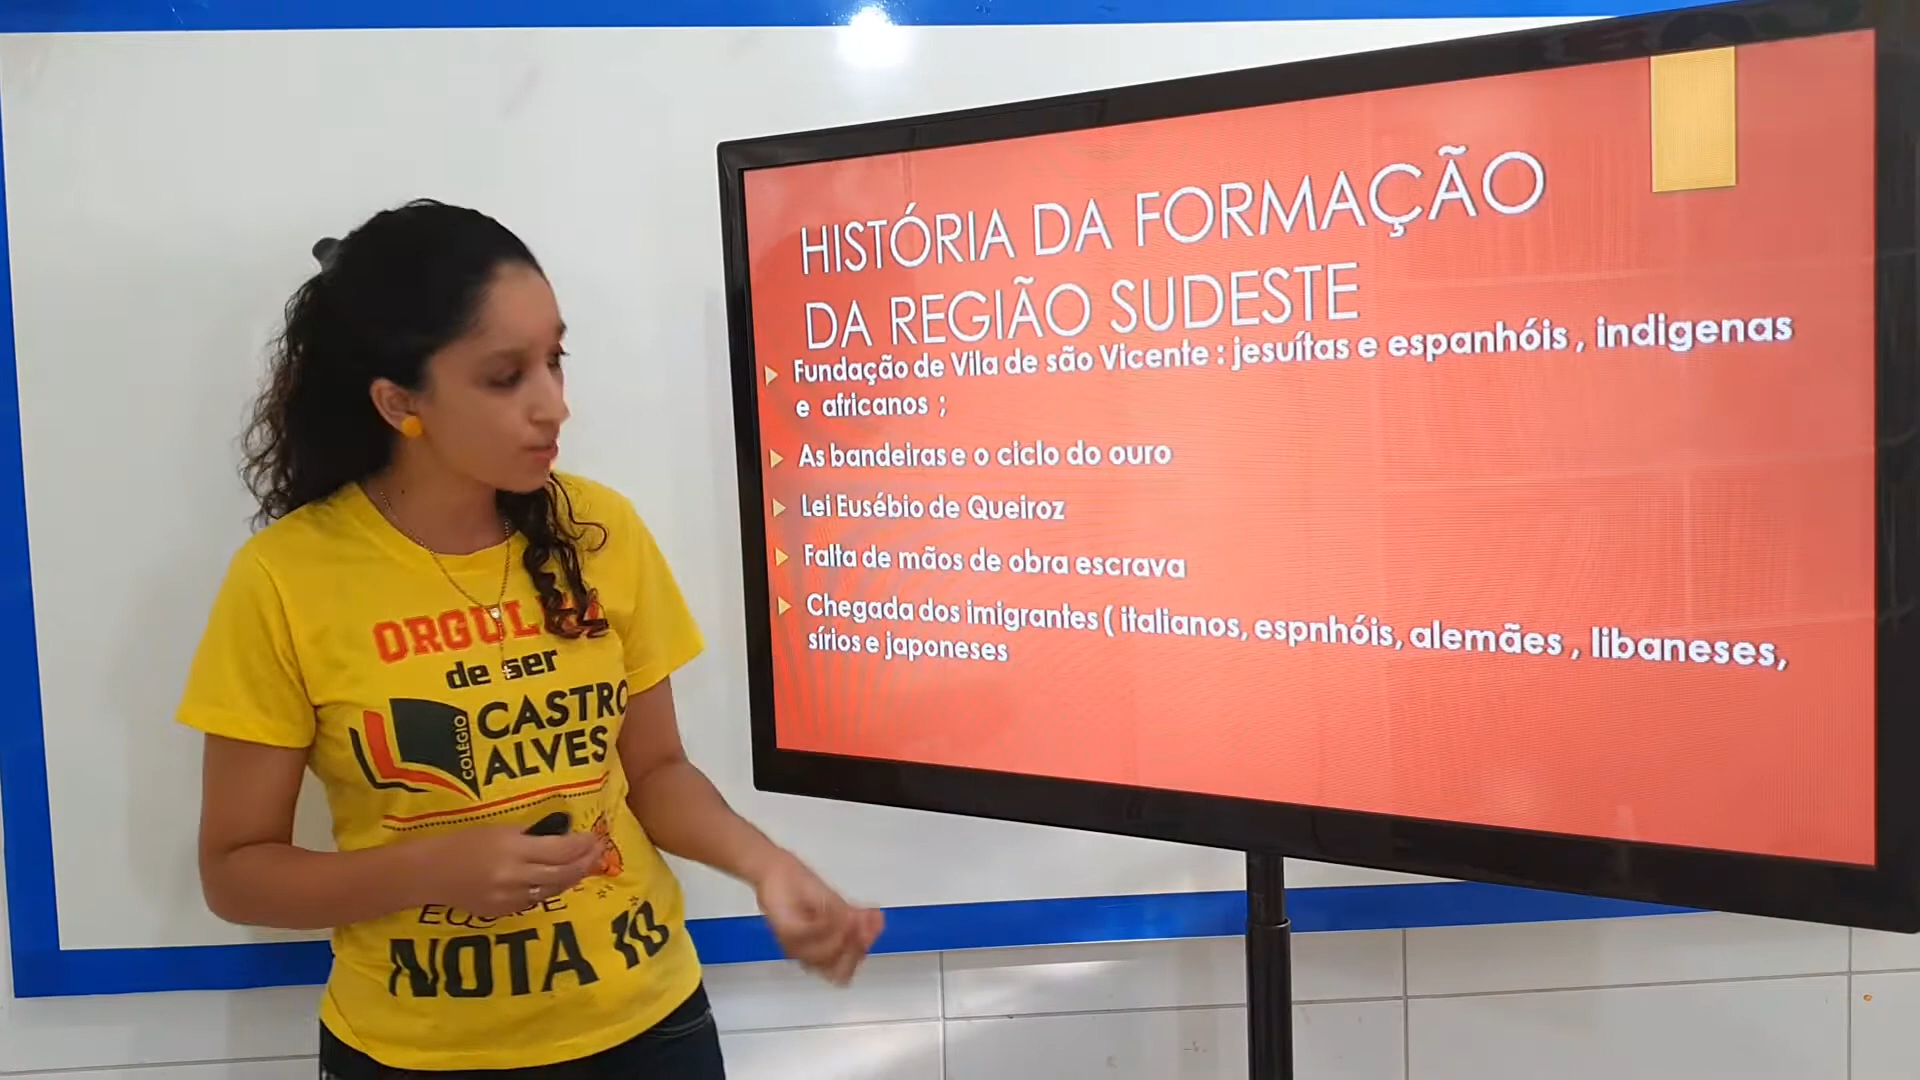 HISTÓRIA DA FORMAÇÃO
DA REGIÃO SUDESTE
Fundação de Vila de são Vicente : jesuítas e espanhóis , indigenas
e africanos ;
As bandeiras e o ciclo do ouro
Lei Eusébio de Queiroz
Falta de mãos de obra escrava
Chegada dos imigrantes ( italianos, espnhóis, alemães , libaneses,
sírios e japoneses
de ser
COLÉGIO
CASTRO
ALVES
EQUIPE
NOTA 10